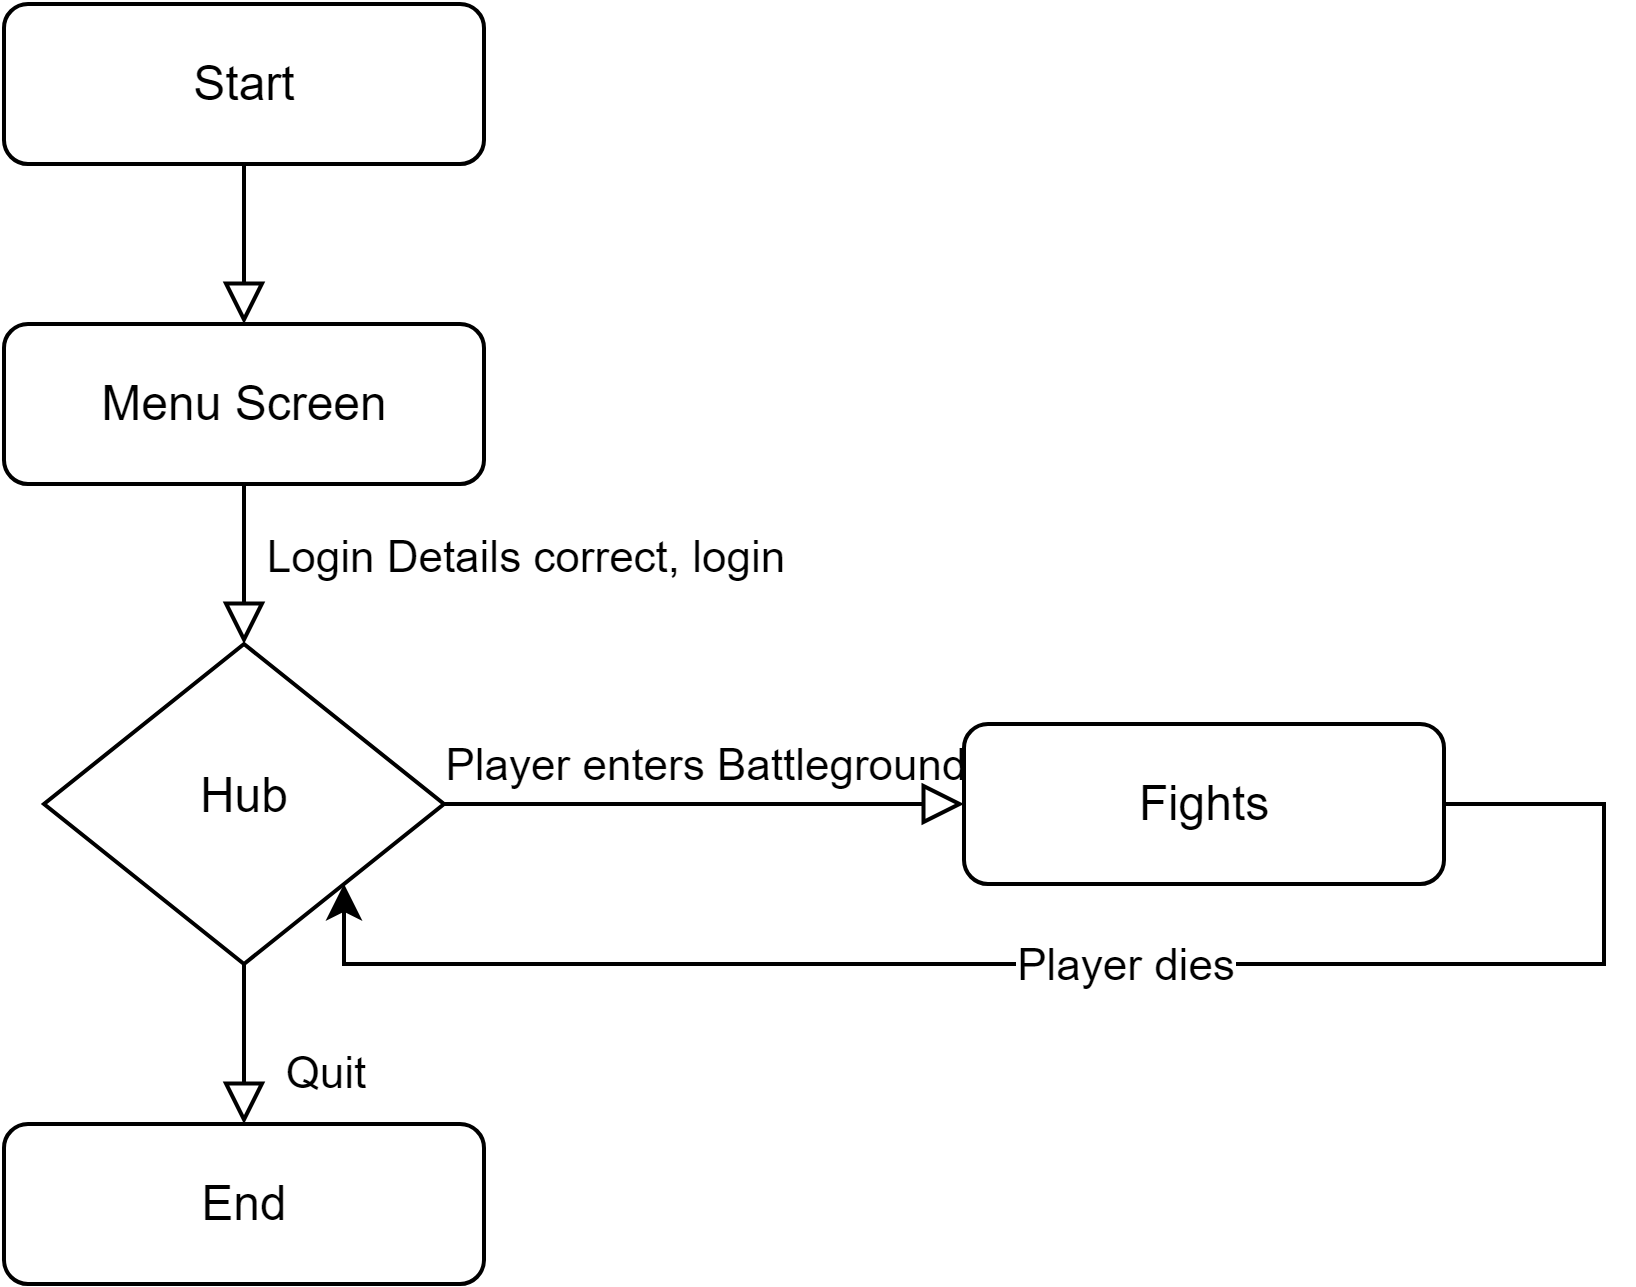 Start
Menu Screen
Login Details correct, login
Hub
Player enters Battleground
Fights
Player dies
Quit
End